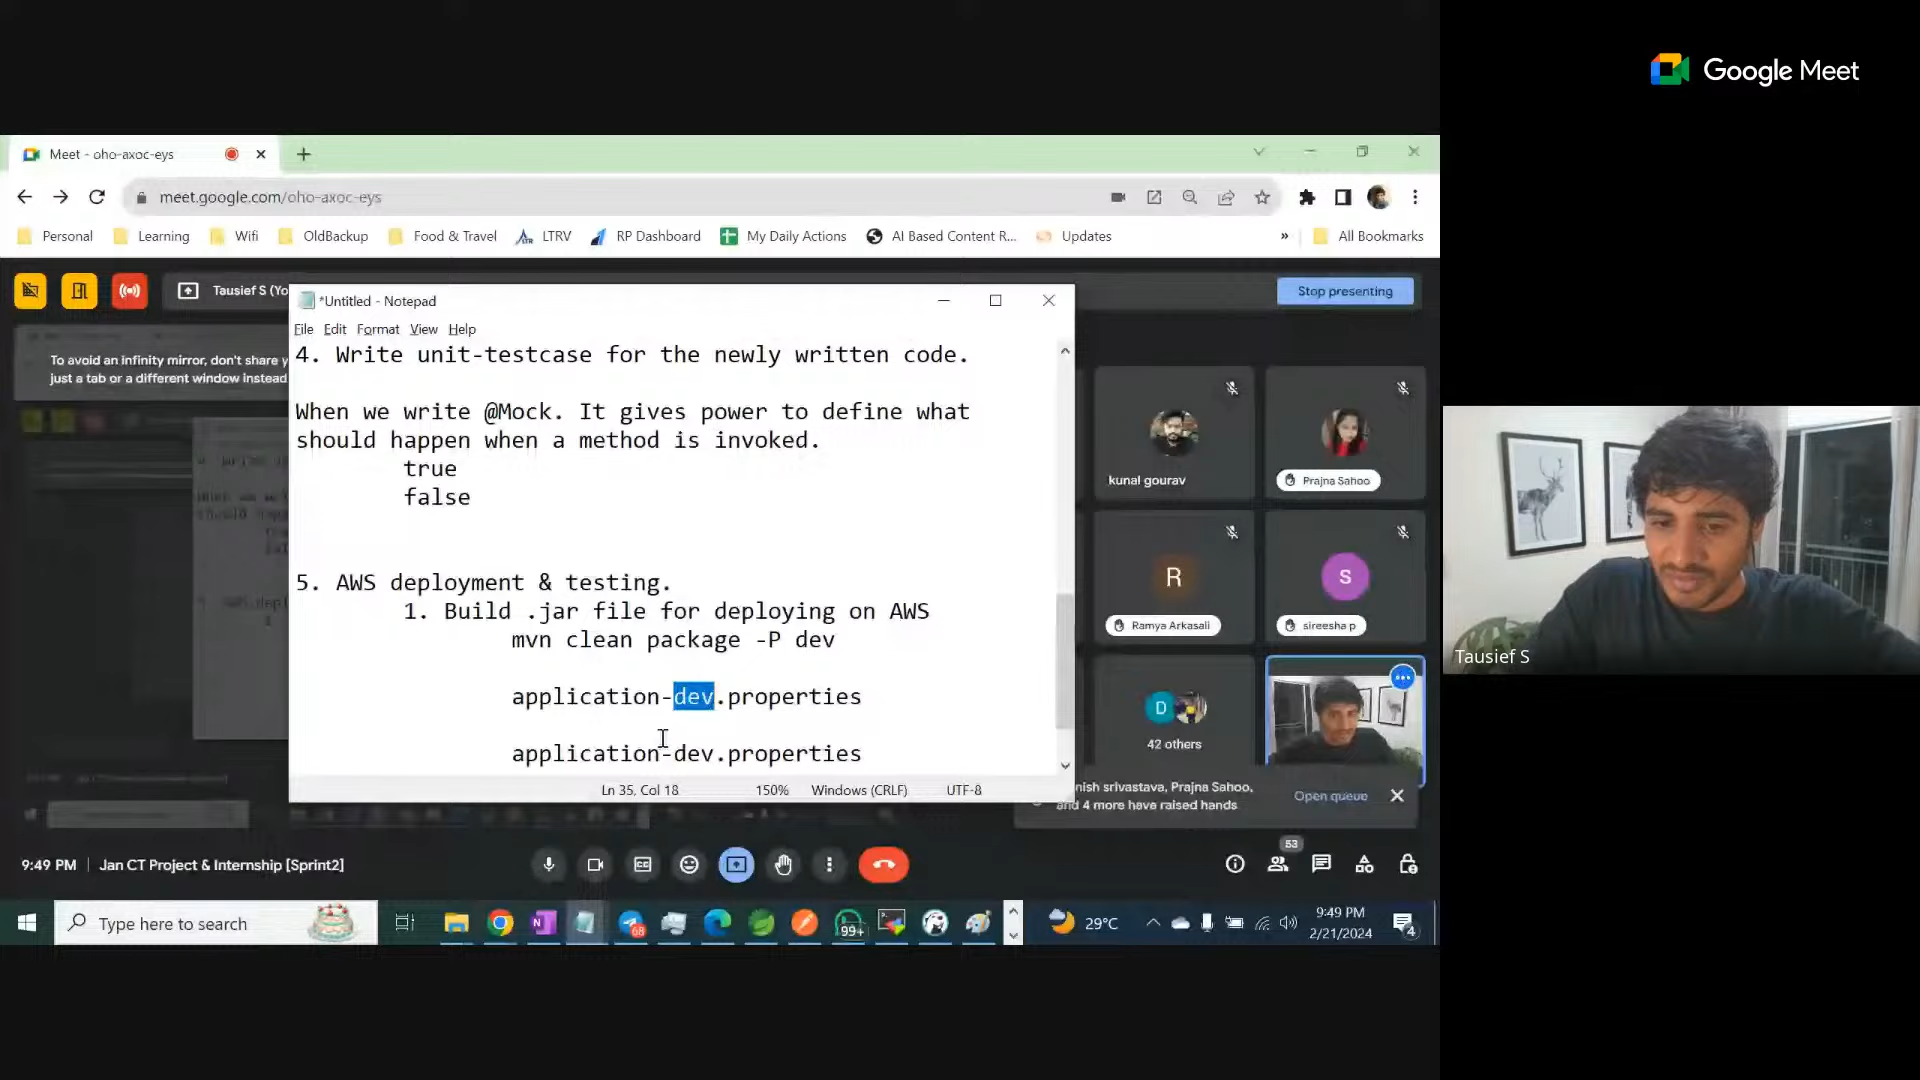 Google Meet
Meet - oho-axoc-eys
meet.google.com/oho-axoc-eys
Personal
Learning
Wifi
OldBackup
Food & Travel
LTRV
RP Dashboard
My Daily Actions
AI Based Content R...
Updates
»
All Bookmarks
Tausief S (Yo
Stop presenting
To avoid an infinity mirror, don't share y
just a tab or a different window instead
*Untitled - Notepad
File Edit Format View Help
4. Write unit-testcase for the newly written code.
When we write @Mock. It gives power to define what
should happen when a method is invoked.
true
false
5. AWS deployment & testing.
1. Build .jar file for deploying on AWS
mvn clean package -P dev
application-dev.properties
application-dev.properties
Ln 35, Col 18
150%
Windows (CRLF)
UTF-8
kunal gourav
Prajna Sahoo
R
Ramya Arkasali
S
sireesha p
D
42 others
nish srivastava, Prajna Sahoo,
and 4 more have raised hands
Open queue
Tausief S
9:49 PM | Jan CT Project & Internship [Sprint2]
53
Type here to search
68
99+
29°C
9:49 PM
2/21/2024
4